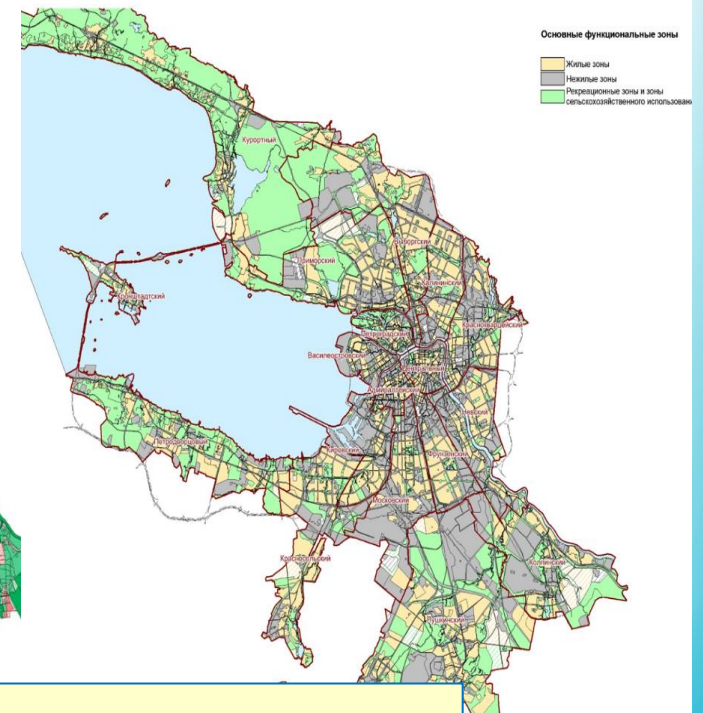 Основные функциональные зоны
Жилые зоны
Нежилые зоны
Рекреационные зоны и зоны
сельскохозяйственного использован
Курортный
Выборгский
Приморский
Калининский
Кронштадтский
Красногвардейский
Петроградский
Василеостровский
Центральный
Адмиралтейский
Невский
Петродворцовый
Кировский
Фрунзенский
Московский
Красносельский
Колпинский
Пушкинский